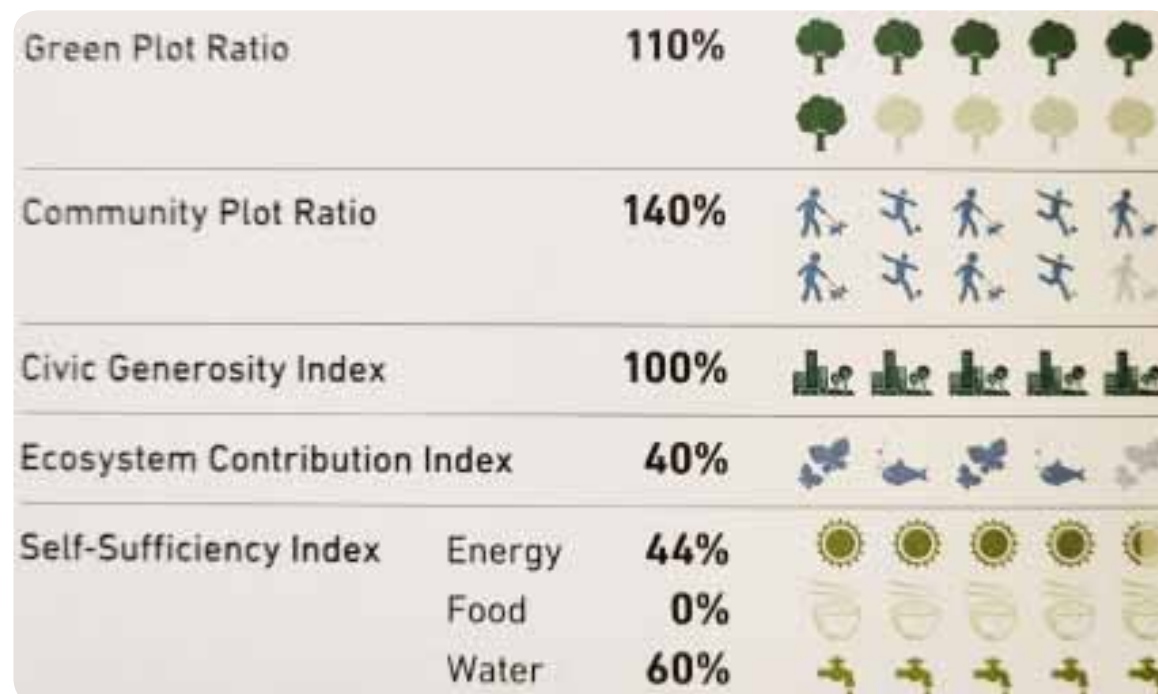 Green Plot Ratio 110%
Community Plot Ratio 140%
Civic Generosity Index 100%
Ecosystem Contribution Index 40%
Self-Sufficiency Index Energy 44%
Food 0%
Water 60%